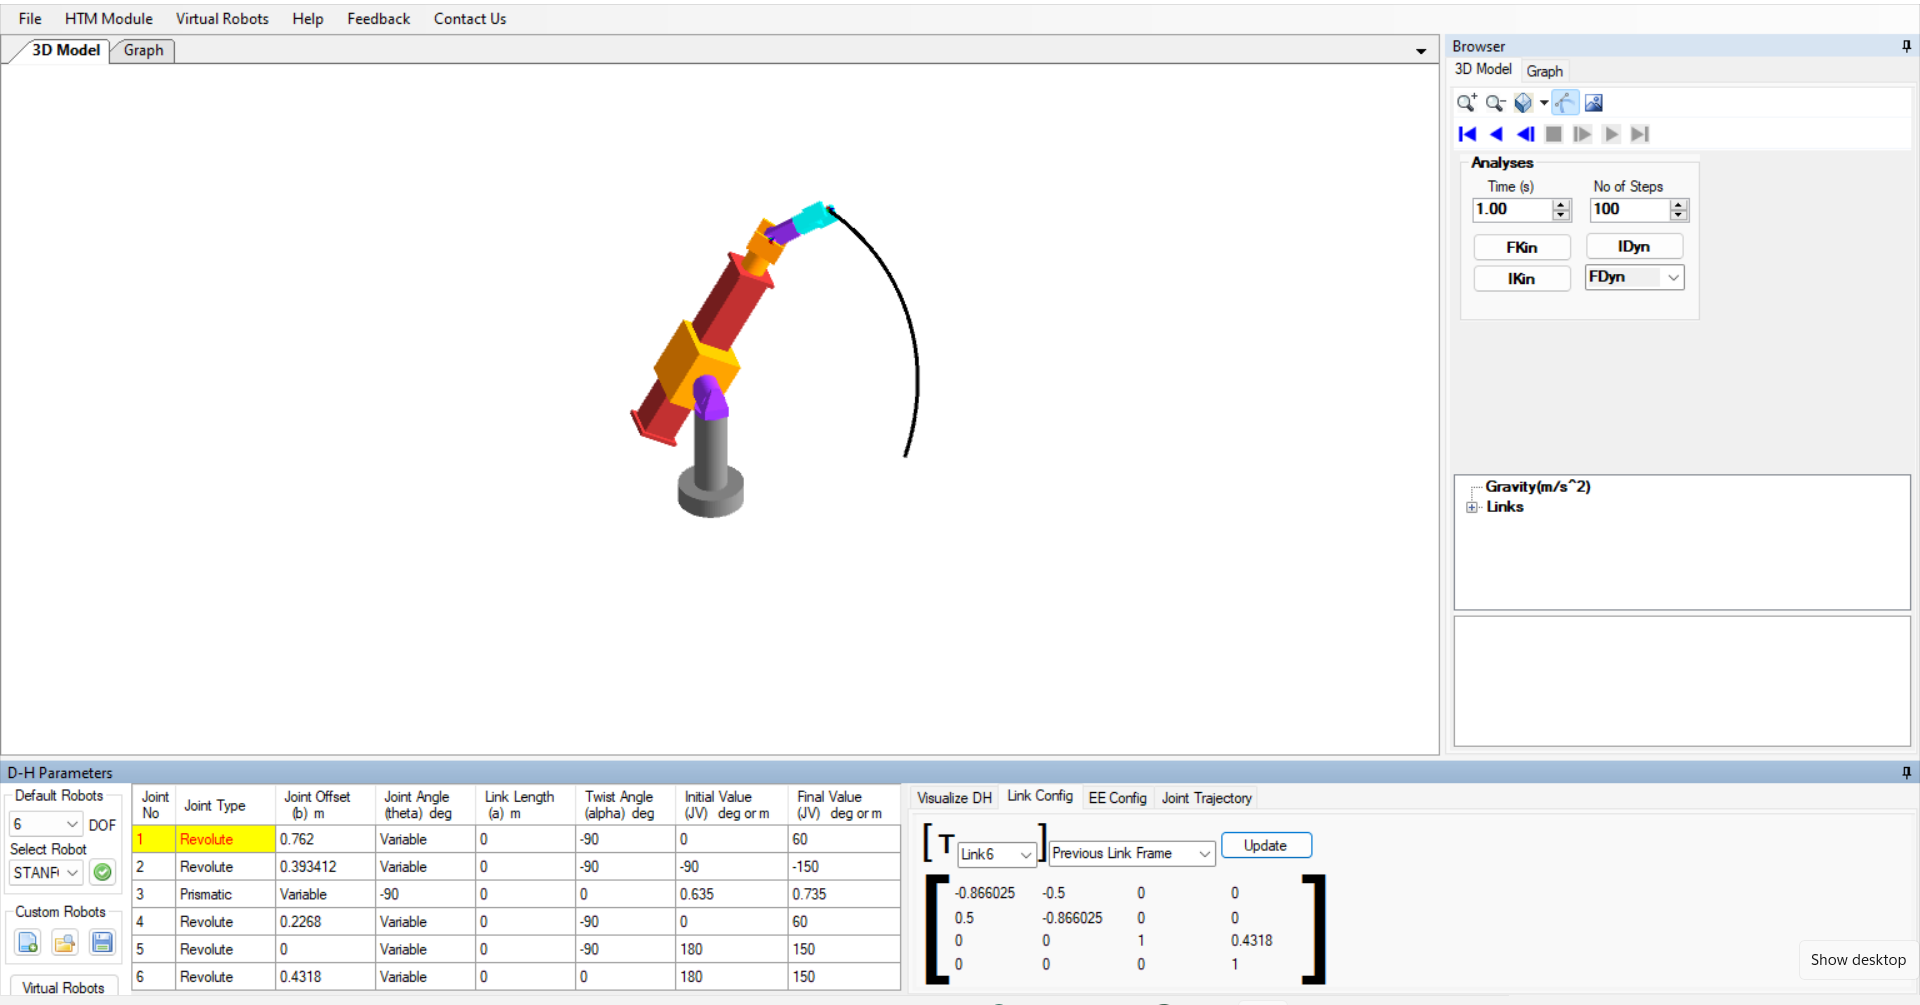 File HTM Module Virtual Robots Help Feedback Contact Us
3D Model Graph
Browser
3D Model Graph
Analyses
Time (s) No of Steps
1.00 100
FKin IDyn
IKin FDyn
Gravity(m/s^2)
Links
D-H Parameters
Default Robots
6 DOF
Select Robot
STANF
Custom Robots
Virtual Robots
Joint No Joint Type Joint Offset (b) m Joint Angle (theta) deg Link Length (a) m Twist Angle (alpha) deg Initial Value (JV) deg or m Final Value (JV) deg or m
1 Revolute 0.762 Variable 0 -90 0 60
2 Revolute 0.393412 Variable 0 -90 -90 -150
3 Prismatic Variable -90 0 0 0.635 0.735
4 Revolute 0.2268 Variable 0 -90 0 60
5 Revolute 0 Variable 0 -90 180 150
6 Revolute 0.4318 Variable 0 0 180 150
Visualize DH Link Config EE Config Joint Trajectory
[T Link6 ] Previous Link Frame Update
-0.866025 -0.5 0 0
0.5 -0.866025 0 0
0 0 1 0.4318
0 0 0 1
Show desktop